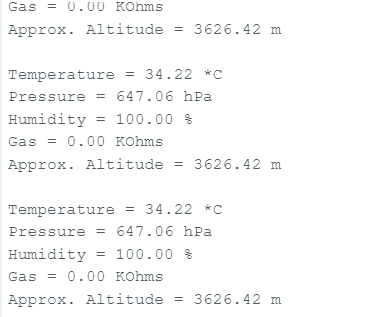 Gas = 0.00 KOhms
Approx. Altitude = 3626.42 m
Temperature = 34.22 *C
Pressure = 647.06 hPa
Humidity = 100.00 %
Gas = 0.00 KOhms
Approx. Altitude = 3626.42 m
Temperature = 34.22 *C
Pressure = 647.06 hPa
Humidity = 100.00 %
Gas = 0.00 KOhms
Approx. Altitude = 3626.42 m